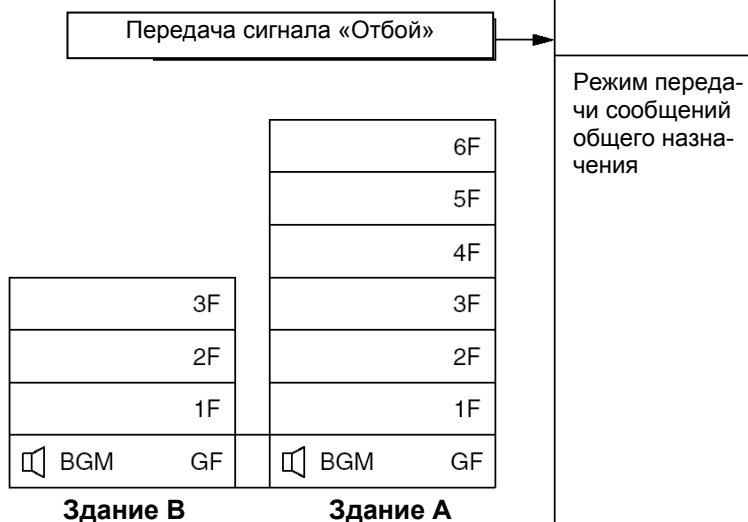 Передача сигнала «Отбой»
Режим переда-
чи сообщений
общего назна-
чения
6F
5F
4F
3F 3F
2F 2F
1F 1F
BGM GF BGM GF
Здание B Здание A